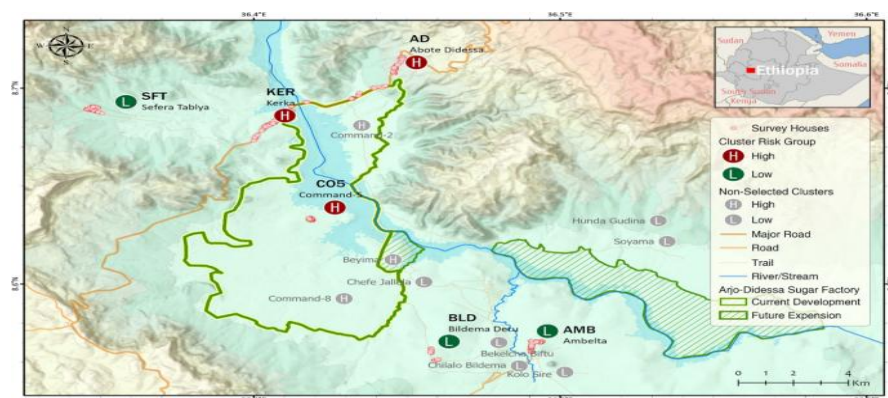 36.4°E
36.5°E
36.6°E
N
W
E
S
AD
Abote Didessa
H
Sudan
Yemen
Ethiopia
Somalia
South Sudan
Kenya
SFT
L
Sefera Tabiya
KER
Kerka
H
H
Command-2
CO5
Command-5
H
Hunda Gudina
L
Soyama
L
Beyima
H
Chefe Jallela
L
Command-8
H
BLD
Bildema Deru
L
AMB
Ambelta
L
L
Bekelcha Biftu
Chilalo Bildema
L
Kolo Sire
L
Survey Houses
Cluster Risk Group
H High
L Low
Non-Selected Clusters
H High
L Low
Major Road
Road
Trail
River/Stream
Arjo-Didessa Sugar Factory
Current Development
Future Expension
0 2 4
Km